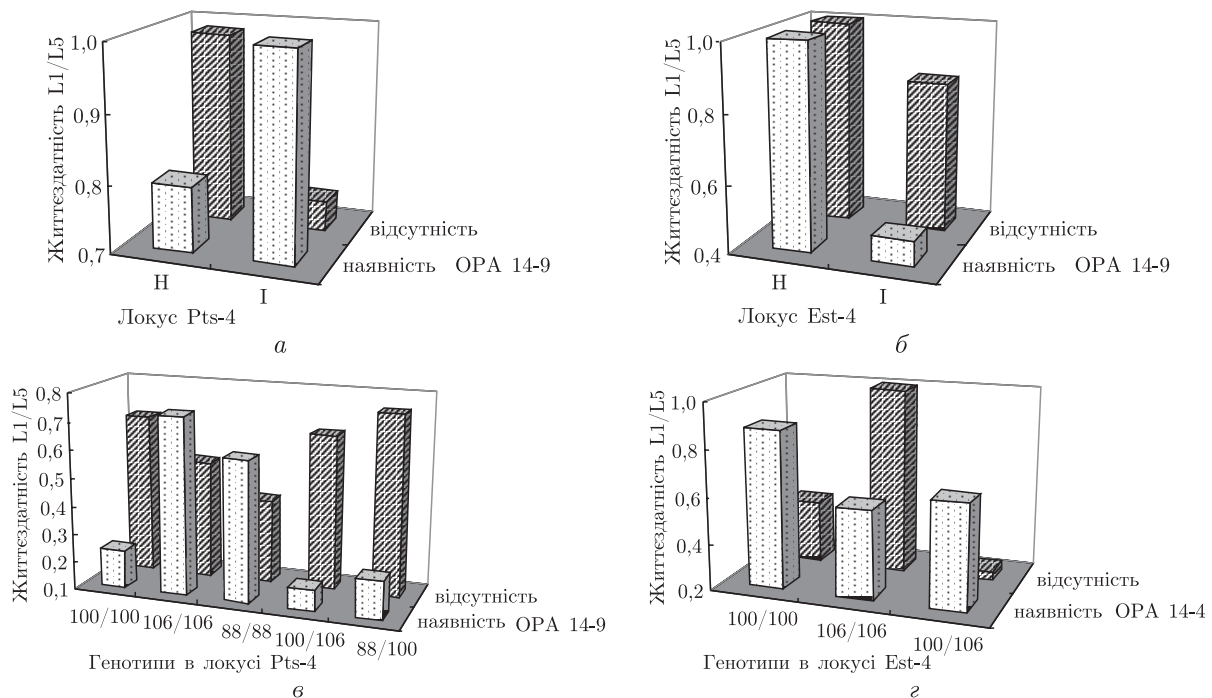 Життєздатність L1/L5
1,0
0,9
0,8
0,7
Н
І
відсутність
наявність ОРА 14-9
Локус Pts-4
а
Життєздатність L1/L5
1,0
0,8
0,6
0,4
Н
І
відсутність
наявність ОРА 14-9
Локус Est-4
б
Життєздатність L1/L5
0,8
0,7
0,6
0,5
0,4
0,3
0,2
0,1
100/100
106/106
88/88
100/106
88/100
відсутність
наявність ОРА 14-9
Генотипи в локусі Pts-4
в
Життєздатність L1/L5
1,0
0,8
0,6
0,4
0,2
100/100
106/106
100/106
відсутність
наявність ОРА 14-4
Генотипи в локусі Est-4
г